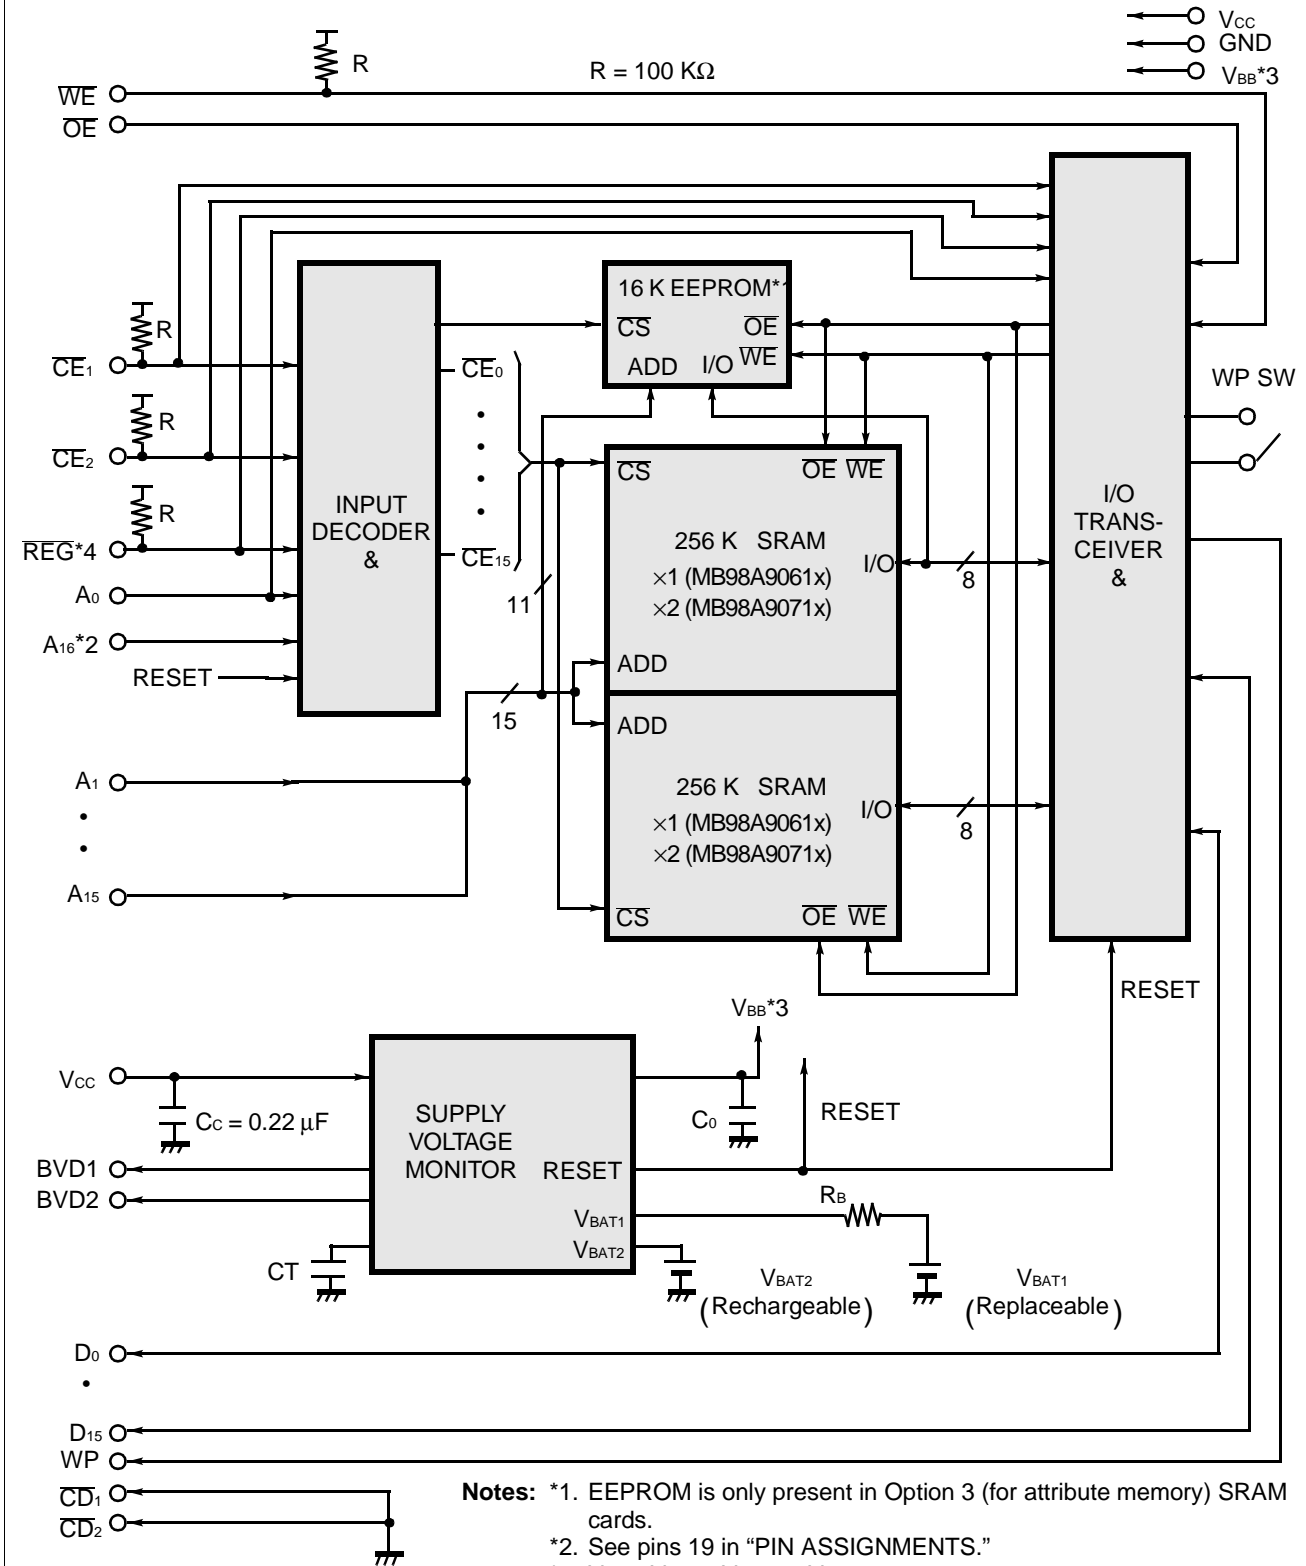 VCC
GND
VBB*3
R
R = 100 KΩ
WE
OE
16 K EEPROM*
CS
OE
ADD
I/O
WE
R
CE1
CE0
WP SW
R
CE2
CS
OE
WE
R
INPUT
DECODER
&
I/O
TRANS-
CEIVER
&
REG*4
CE15
256 K SRAM
I/O
×1 (MB98A9061x)
8
A0
11
×2 (MB98A9071x)
A16*2
RESET
ADD
15
ADD
A1
256 K SRAM
I/O
×1 (MB98A9061x)
8
×2 (MB98A9071x)
A15
CS
OE
WE
RESET
VBB*3
VCC
CC = 0.22 µF
SUPPLY
VOLTAGE
MONITOR
C0
RESET
BVD1
RESET
BVD2
RB
VBAT1
VBAT2
CT
VBAT2
(Rechargeable)
VBAT1
(Replaceable)
D0
D15
WP
CD1
CD2
Notes: *1. EEPROM is only present in Option 3 (for attribute memory) SRAM
cards.
*2. See pins 19 in “PIN ASSIGNMENTS.”